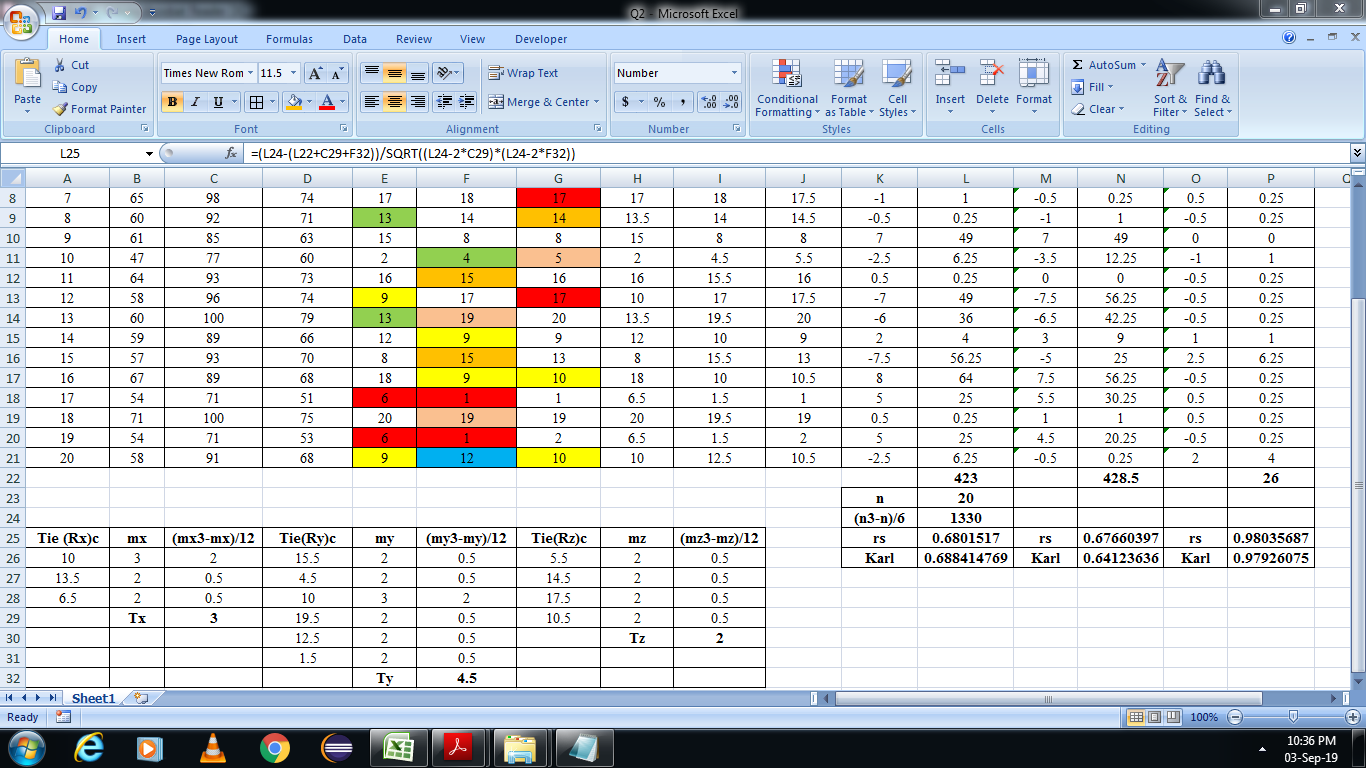 Q2 - Microsoft Excel
Home Insert Page Layout Formulas Data Review View Developer
Paste Cut Copy Format Painter Clipboard
Times New Rom 11.5 A A B I U A Font
Wrap Text Merge & Center Alignment
Number $ % , .0 .00 .00 .0 Number
Conditional Formatting Format as Table Cell Styles Styles
Insert Delete Format Cells
Σ AutoSum Fill Clear Sort & Filter Find & Select Editing
L25 fx =(L24-(L22+C29+F32))/SQRT((L24-2*C29)*(L24-2*F32))
A B C D E F G H I J K L M N O P
8 7 65 98 74 17 18 17 17 18 17.5 -1 1 -0.5 0.25 0.5 0.25
9 8 60 92 71 13 14 14 13.5 14 14.5 -0.5 0.25 -1 1 -0.5 0.25
10 9 61 85 63 15 8 8 15 8 8 7 49 7 49 0 0
11 10 47 77 60 2 4 5 2 4.5 5.5 -2.5 6.25 -3.5 12.25 -1 1
12 11 64 93 73 16 15 16 16 15.5 16 0.5 0.25 0 0 -0.5 0.25
13 12 58 96 74 9 17 17 10 17 17.5 -7 49 -7.5 56.25 -0.5 0.25
14 13 60 100 79 13 19 20 13.5 19.5 20 -6 36 -6.5 42.25 -0.5 0.25
15 14 59 89 66 12 9 9 12 10 9 2 4 3 9 1 1
16 15 57 93 70 8 15 13 8 15.5 13 -7.5 56.25 -5 25 2.5 6.25
17 16 67 89 68 18 9 10 18 10 10.5 8 64 7.5 56.25 -0.5 0.25
18 17 54 71 51 6 1 1 6.5 1.5 1 5 25 5.5 30.25 0.5 0.25
19 18 71 100 75 20 19 19 20 19.5 19 0.5 0.25 1 1 0.5 0.25
20 19 54 71 53 6 1 2 6.5 1.5 2 5 25 4.5 20.25 -0.5 0.25
21 20 58 91 68 9 12 10 10 12.5 10.5 -2.5 6.25 -0.5 0.25 2 4
22 423 428.5 26
23 n 20
24 (n3-n)/6 1330
25 Tie (Rx)c mx (mx3-mx)/12 Tie(Ry)c my (my3-my)/12 Tie(Rz)c mz (mz3-mz)/12 rs 0.6801517 rs 0.67660397 rs 0.98035687
26 10 3 2 15.5 2 0.5 5.5 2 0.5 Karl 0.688414769 Karl 0.64123636 Karl 0.97926075
27 13.5 2 0.5 4.5 2 0.5 14.5 2 0.5
28 6.5 2 0.5 10 3 2 17.5 2 0.5
29 Tx 3 19.5 2 0.5 10.5 2 0.5
30 12.5 2 0.5 Tz 2
31 1.5 2 0.5
32 Ty 4.5
Sheet1
Ready 100%
10:36 PM
03-Sep-19